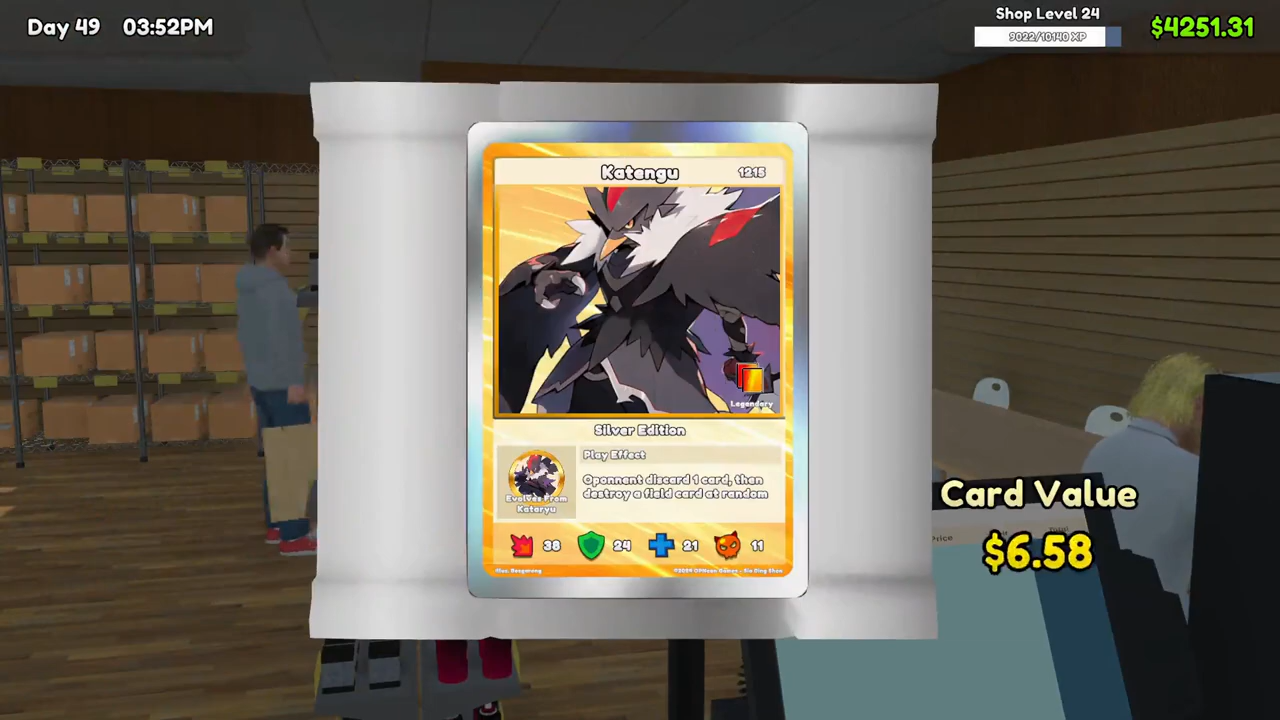 Day 49 03:52PM
Shop Level 24
9022/10140 XP
$4251.31
Katengu 1215
Legendary
Silver Edition
Play Effect
Oponnent discard 1 card, then
destroy a field card at random
Evolves From
Kataryu
38 24 21 11
Card Value
Price
$6.58